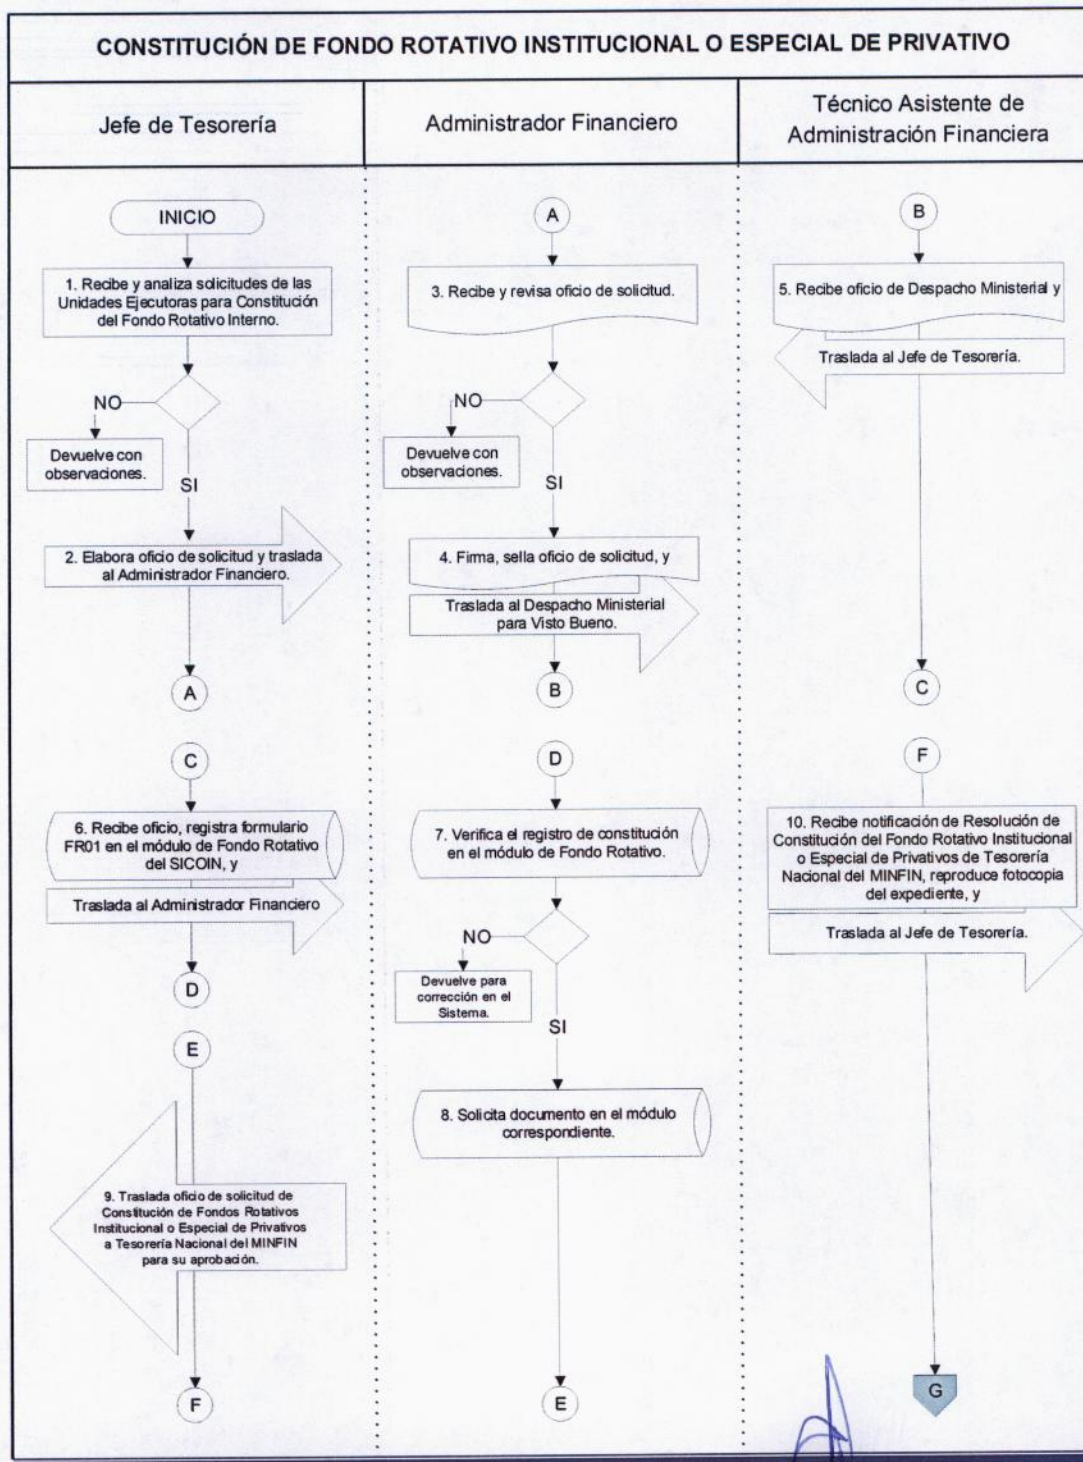 CONSTITUCIÓN DE FONDO ROTATIVO INSTITUCIONAL O ESPECIAL DE PRIVATIVO
Jefe de Tesorería
Administrador Financiero
Técnico Asistente de
Administración Financiera
INICIO
1. Recibe y analiza solicitudes de las
Unidades Ejecutoras para Constitución
del Fondo Rotativo Interno.
NO
Devuelve con
observaciones.
SI
2. Elabora oficio de solicitud y traslada
al Administrador Financiero.
A
C
6. Recibe oficio, registra formulario
FR01 en el módulo de Fondo Rotativo
del SICOIN, y
Traslada al Administrador Financiero
D
E
9. Traslada oficio de solicitud de
Constitución de Fondos Rotativos
Institucional o Especial de Privativos
a Tesorería Nacional del MINFIN
para su aprobación.
F
A
3. Recibe y revisa oficio de solicitud.
NO
Devuelve con
observaciones.
SI
4. Firma, sella oficio de solicitud, y
Traslada al Despacho Ministerial
para Visto Bueno.
B
D
7. Verifica el registro de constitución
en el módulo de Fondo Rotativo.
NO
Devuelve para
corrección en el
Sistema.
SI
8. Solicita documento en el módulo
correspondiente.
E
B
5. Recibe oficio de Despacho Ministerial y
Traslada al Jefe de Tesorería.
C
F
10. Recibe notificación de Resolución de
Constitución del Fondo Rotativo Institucional
o Especial de Privativos de Tesorería
Nacional del MINFIN, reproduce fotocopia
del expediente, y
Traslada al Jefe de Tesorería.
G